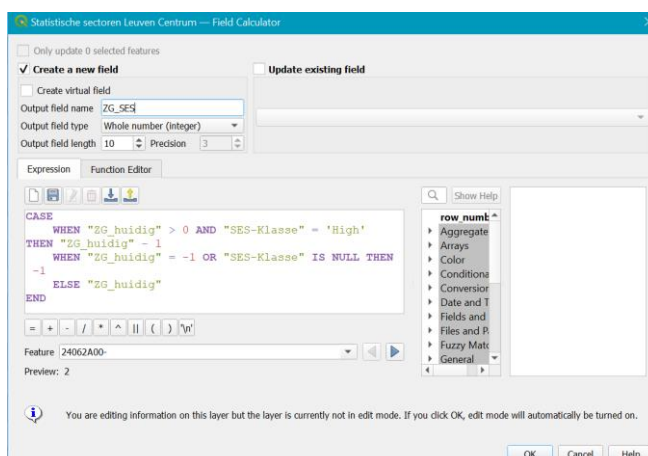 Statistische sectoren Leuven Centrum — Field Calculator
Only update 0 selected features
Create a new field
Update existing field
Create virtual field
Output field name ZG_SES
Output field type Whole number (integer)
Output field length 10 Precision 3
Expression Function Editor
Show Help
CASE
WHEN "ZG_huidig" > 0 AND "SES-Klasse" = 'High'
THEN "ZG_huidig" - 1
WHEN "ZG_huidig" = -1 OR "SES-Klasse" IS NULL THEN
-1
ELSE "ZG_huidig"
END
row_numb
Aggregate
Arrays
Color
Conditiona
Conversion
Date and T
Fields and
Files and P
Fuzzy Matc
General
= + - / * ^ || ( ) '\n'
Feature 24062A00-
Preview: 2
You are editing information on this layer but the layer is currently not in edit mode. If you click OK, edit mode will automatically be turned on.
OK Cancel Help